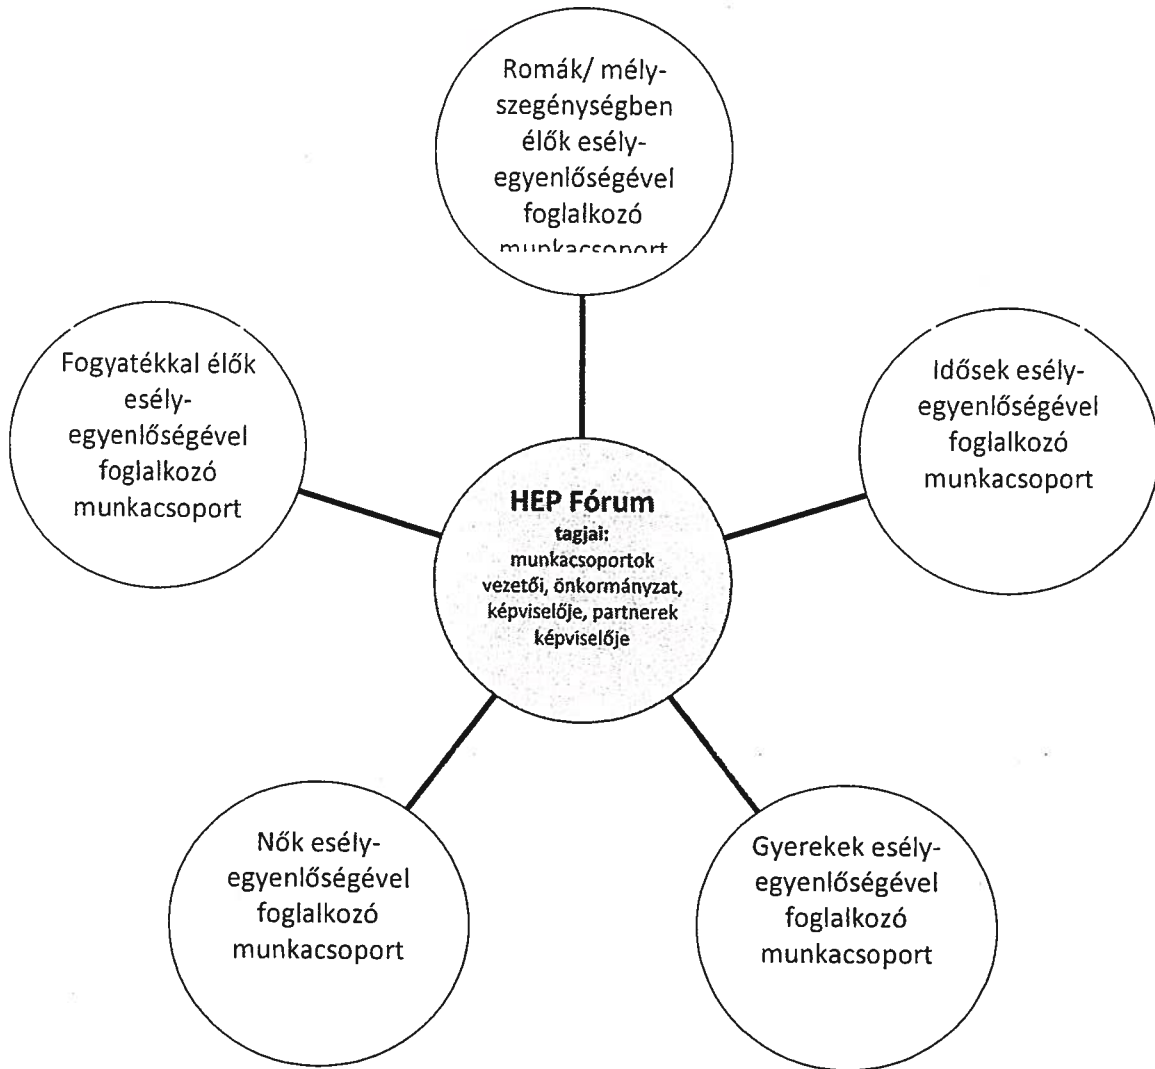 Romák/ mély-
szegénységben
élők esély-
egyenlőségével
foglalkozó
munkacsoport
Fogyatékkal élők
esély-
egyenlőségével
foglalkozó
munkacsoport
Idősek esély-
egyenlőségével
foglalkozó
munkacsoport
HEP Fórum
tagjai:
munkacsoportok
vezetői, önkormányzat,
képviselője, partnerek
képviselője
Nők esély-
egyenlőségével
foglalkozó
munkacsoport
Gyerekek esély-
egyenlőségével
foglalkozó
munkacsoport